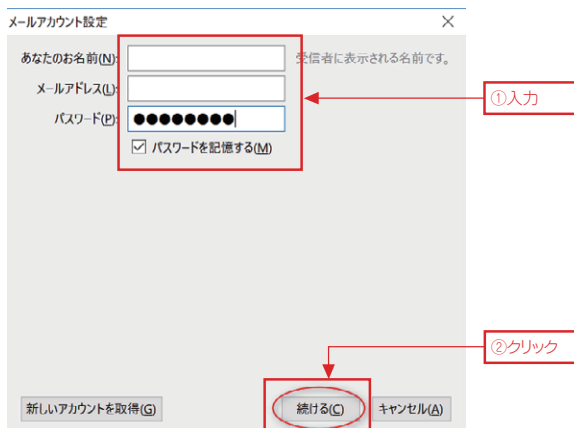 メールアカウント設定
あなたのお名前(N):
受信者に表示される名前です。
メールアドレス(L):
①入力
パスワード(P):
●●●●●●●●
パスワードを記憶する(M)
②クリック
新しいアカウントを取得(G)
続ける(C)
キャンセル(A)